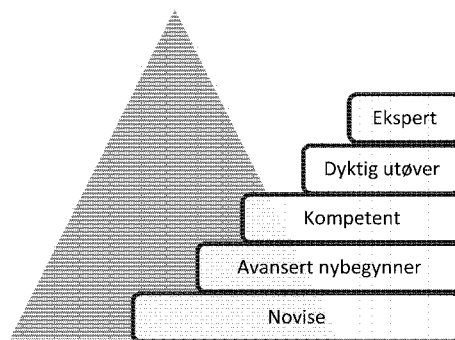 Ekspert
Dyktig utøver
Kompetent
Avansert nybegynner
Novise